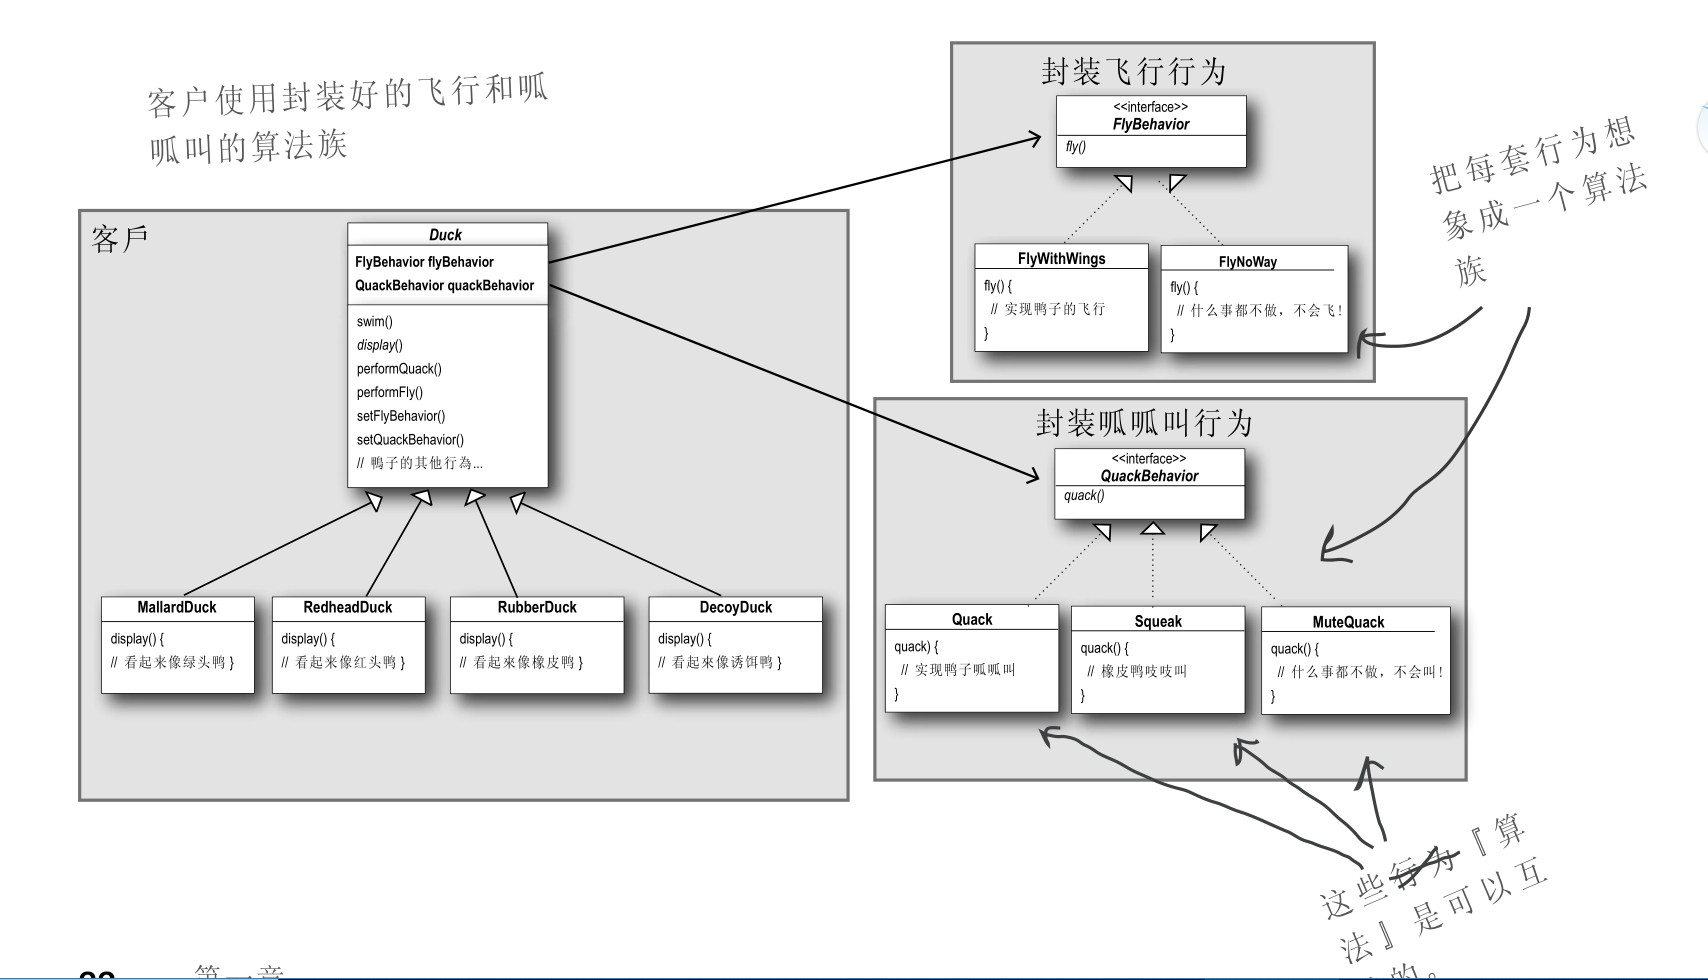 客户使用封装好的飞行和呱
呱叫的算法族
客戶
Duck
FlyBehavior flyBehavior
QuackBehavior quackBehavior
swim()
display()
performQuack()
performFly()
setFlyBehavior()
setQuackBehavior()
// 鸭子的其他行為...
MallardDuck
display() {
// 看起来像绿头鸭 }
RedheadDuck
display() {
// 看起来像红头鸭 }
RubberDuck
display() {
// 看起來像橡皮鸭 }
DecoyDuck
display() {
// 看起來像诱饵鸭 }
封装飞行行为
<<interface>>
FlyBehavior
fly()
FlyWithWings
fly() {
// 实现鸭子的飞行
}
FlyNoWay
fly() {
// 什么事都不做，不会飞！
}
把每套行为想
象成一个算法
族
封装呱呱叫行为
<<interface>>
QuackBehavior
quack()
Quack
quack) {
// 实现鸭子呱呱叫
}
Squeak
quack() {
// 橡皮鸭吱吱叫
}
MuteQuack
quack() {
// 什么事都不做，不会叫！
}
这些行为『算
法』是可以互
的。
第一章